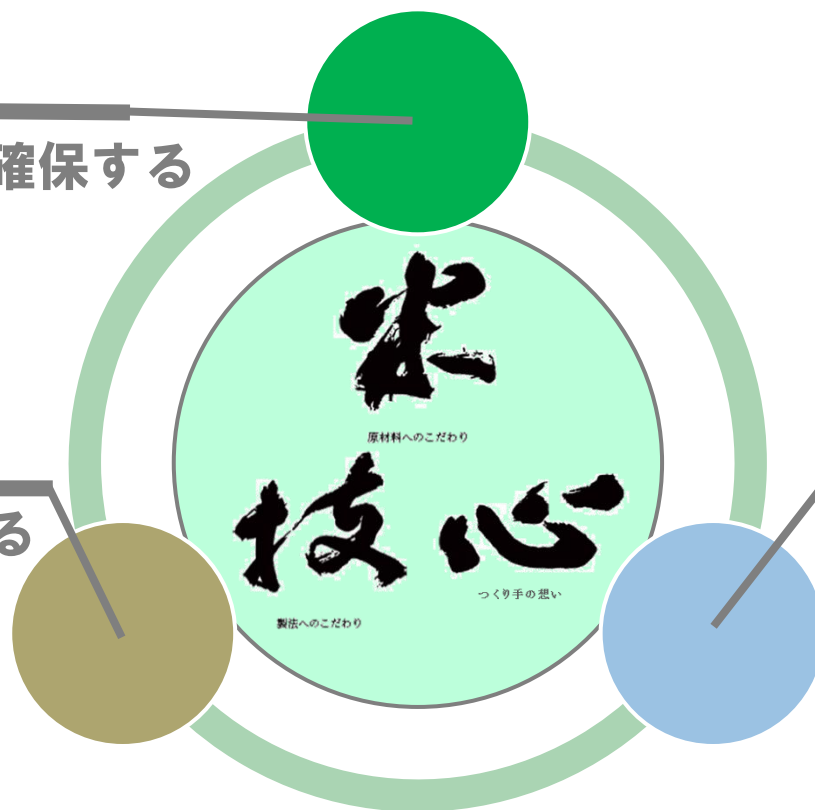 確保する
米
原材料へのこだわり
る
技
心
つくり手の想い
製法へのこだわり